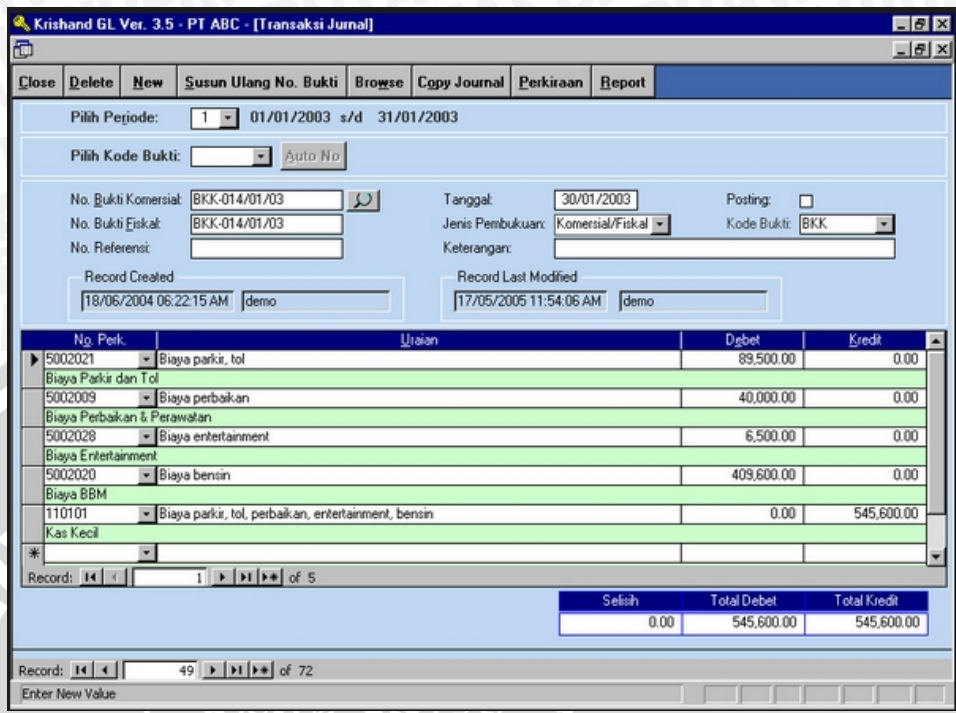 Krishand GL Ver. 3.5 - PT ABC - [Transaksi Jurnal]
Close Delete New Susun Ulang No. Bukti Browse Copy Journal Perkiraan Report
Pilih Periode: 1 01/01/2003 s/d 31/01/2003
Pilih Kode Bukti: Auto No
No. Bukti Komersial: BKK-014/01/03 Tanggal: 30/01/2003 Posting:
No. Bukti Fiskal: BKK-014/01/03 Jenis Pembukuan: Komersial/Fiskal Kode Bukti: BKK
No. Referensi: Keterangan:
Record Created Record Last Modified
18/06/2004 06:22:15 AM demo 17/05/2005 11:54:06 AM demo
No. Perk. Uraian Debet Kredit
5002021 Biaya parkir, tol 89,500.00 0.00
Biaya Parkir dan Tol
5002009 Biaya perbaikan 40,000.00 0.00
Biaya Perbaikan & Perawatan
5002028 Biaya entertainment 6,500.00 0.00
Biaya Entertainment
5002020 Biaya bensin 409,600.00 0.00
Biaya BBM
110101 Biaya parkir, tol, perbaikan, entertainment, bensin 0.00 545,600.00
Kas Kecil
Record: 1 of 5
Selisih Total Debet Total Kredit
0.00 545,600.00 545,600.00
Record: 49 of 72
Enter New Value